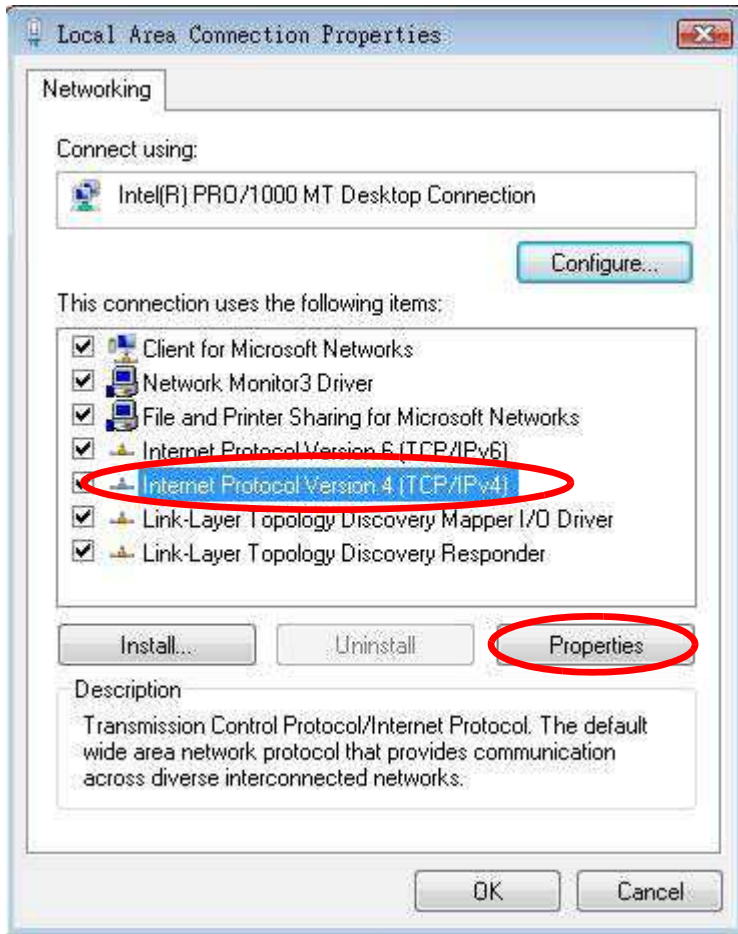 Local Area Connection Properties
Networking
Connect using:
Intel(R) PRO/1000 MT Desktop Connection
Configure...
This connection uses the following items:
Client for Microsoft Networks
Network Monitor3 Driver
File and Printer Sharing for Microsoft Networks
Internet Protocol Version 6 (TCP/IPv6)
Internet Protocol Version 4 (TCP/IPv4)
Link-Layer Topology Discovery Mapper I/O Driver
Link-Layer Topology Discovery Responder
Install...
Uninstall
Properties
Description
Transmission Control Protocol/Internet Protocol. The default
wide area network protocol that provides communication
across diverse interconnected networks.
OK
Cancel